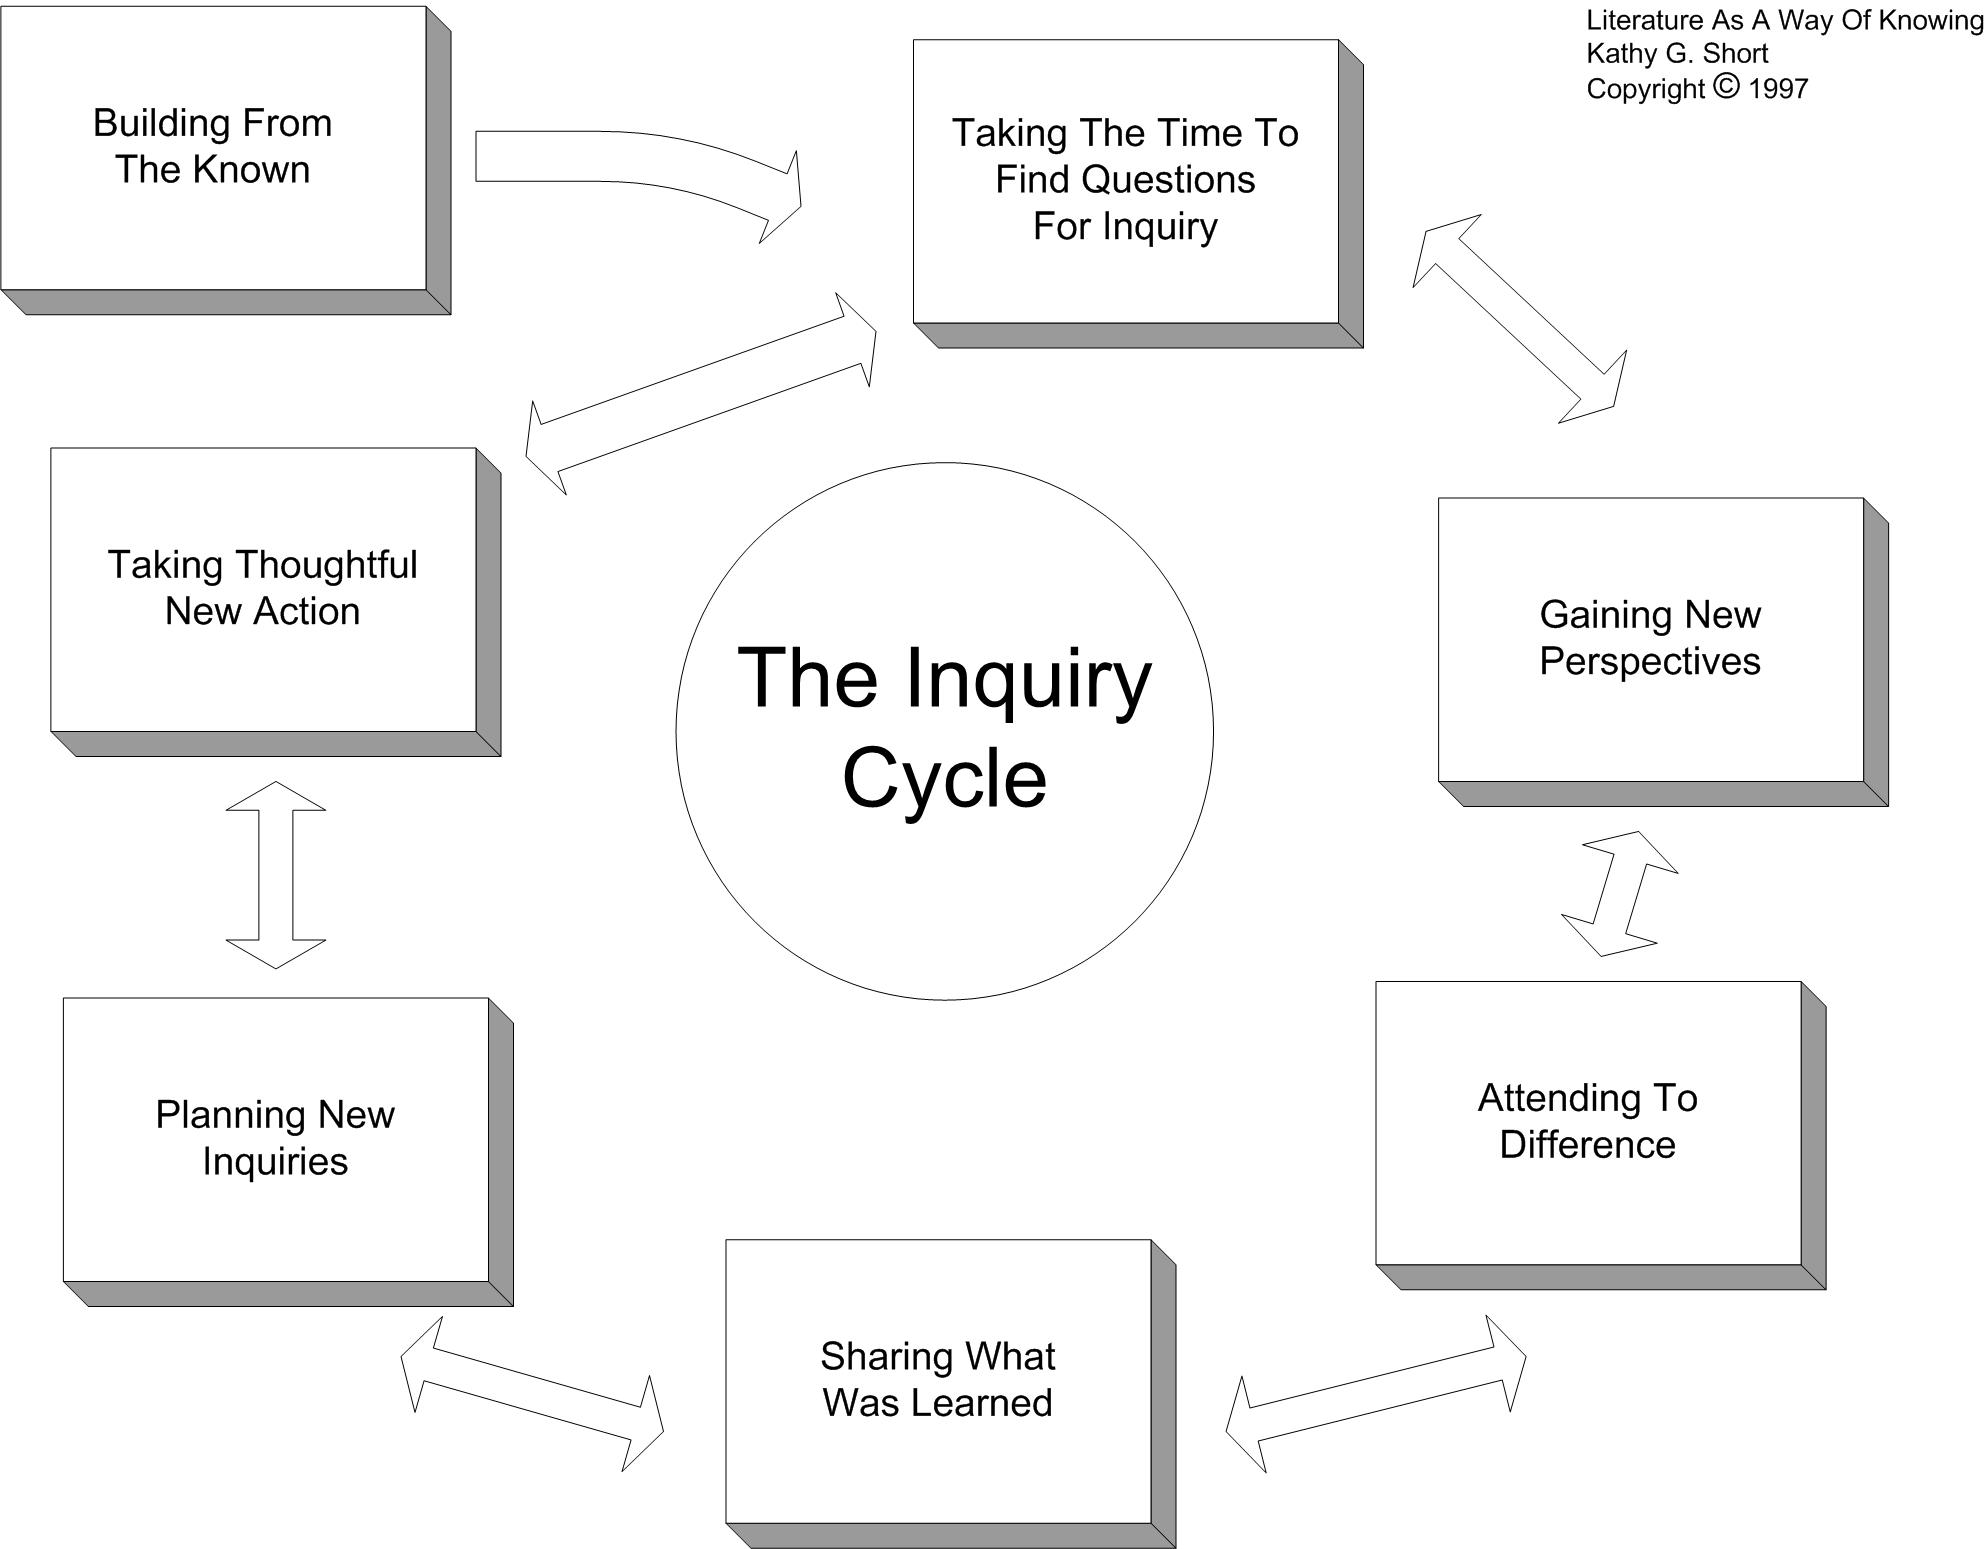 Literature As A Way Of Knowing
Kathy G. Short
Copyright © 1997
Building From
The Known
Taking The Time To
Find Questions
For Inquiry
Taking Thoughtful
New Action
The Inquiry
Cycle
Gaining New
Perspectives
Planning New
Inquiries
Attending To
Difference
Sharing What
Was Learned